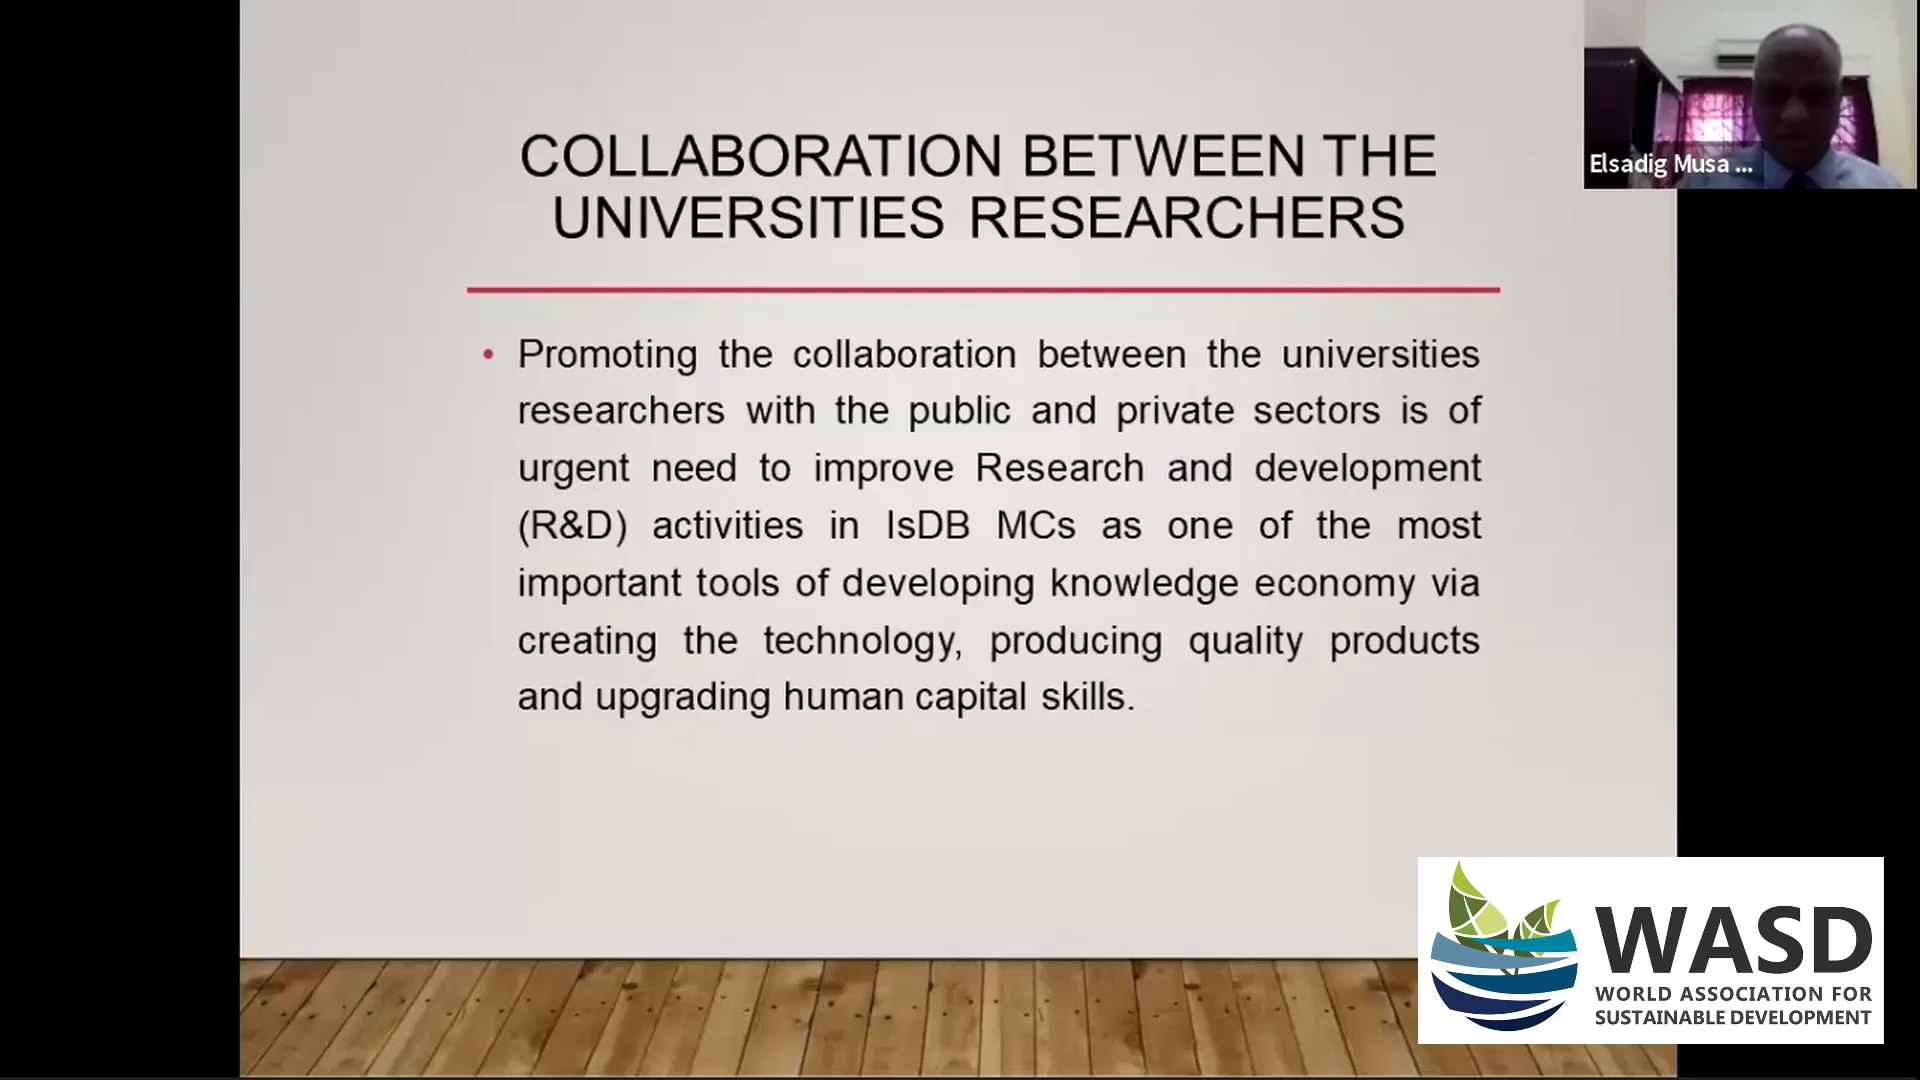 COLLABORATION BETWEEN THE
UNIVERSITIES RESEARCHERS
• Promoting the collaboration between the universities
researchers with the public and private sectors is of
urgent need to improve Research and development
(R&D) activities in IsDB MCs as one of the most
important tools of developing knowledge economy via
creating the technology, producing quality products
and upgrading human capital skills.
Elsadig Musa ...
WASD
WORLD ASSOCIATION FOR
SUSTAINABLE DEVELOPMENT